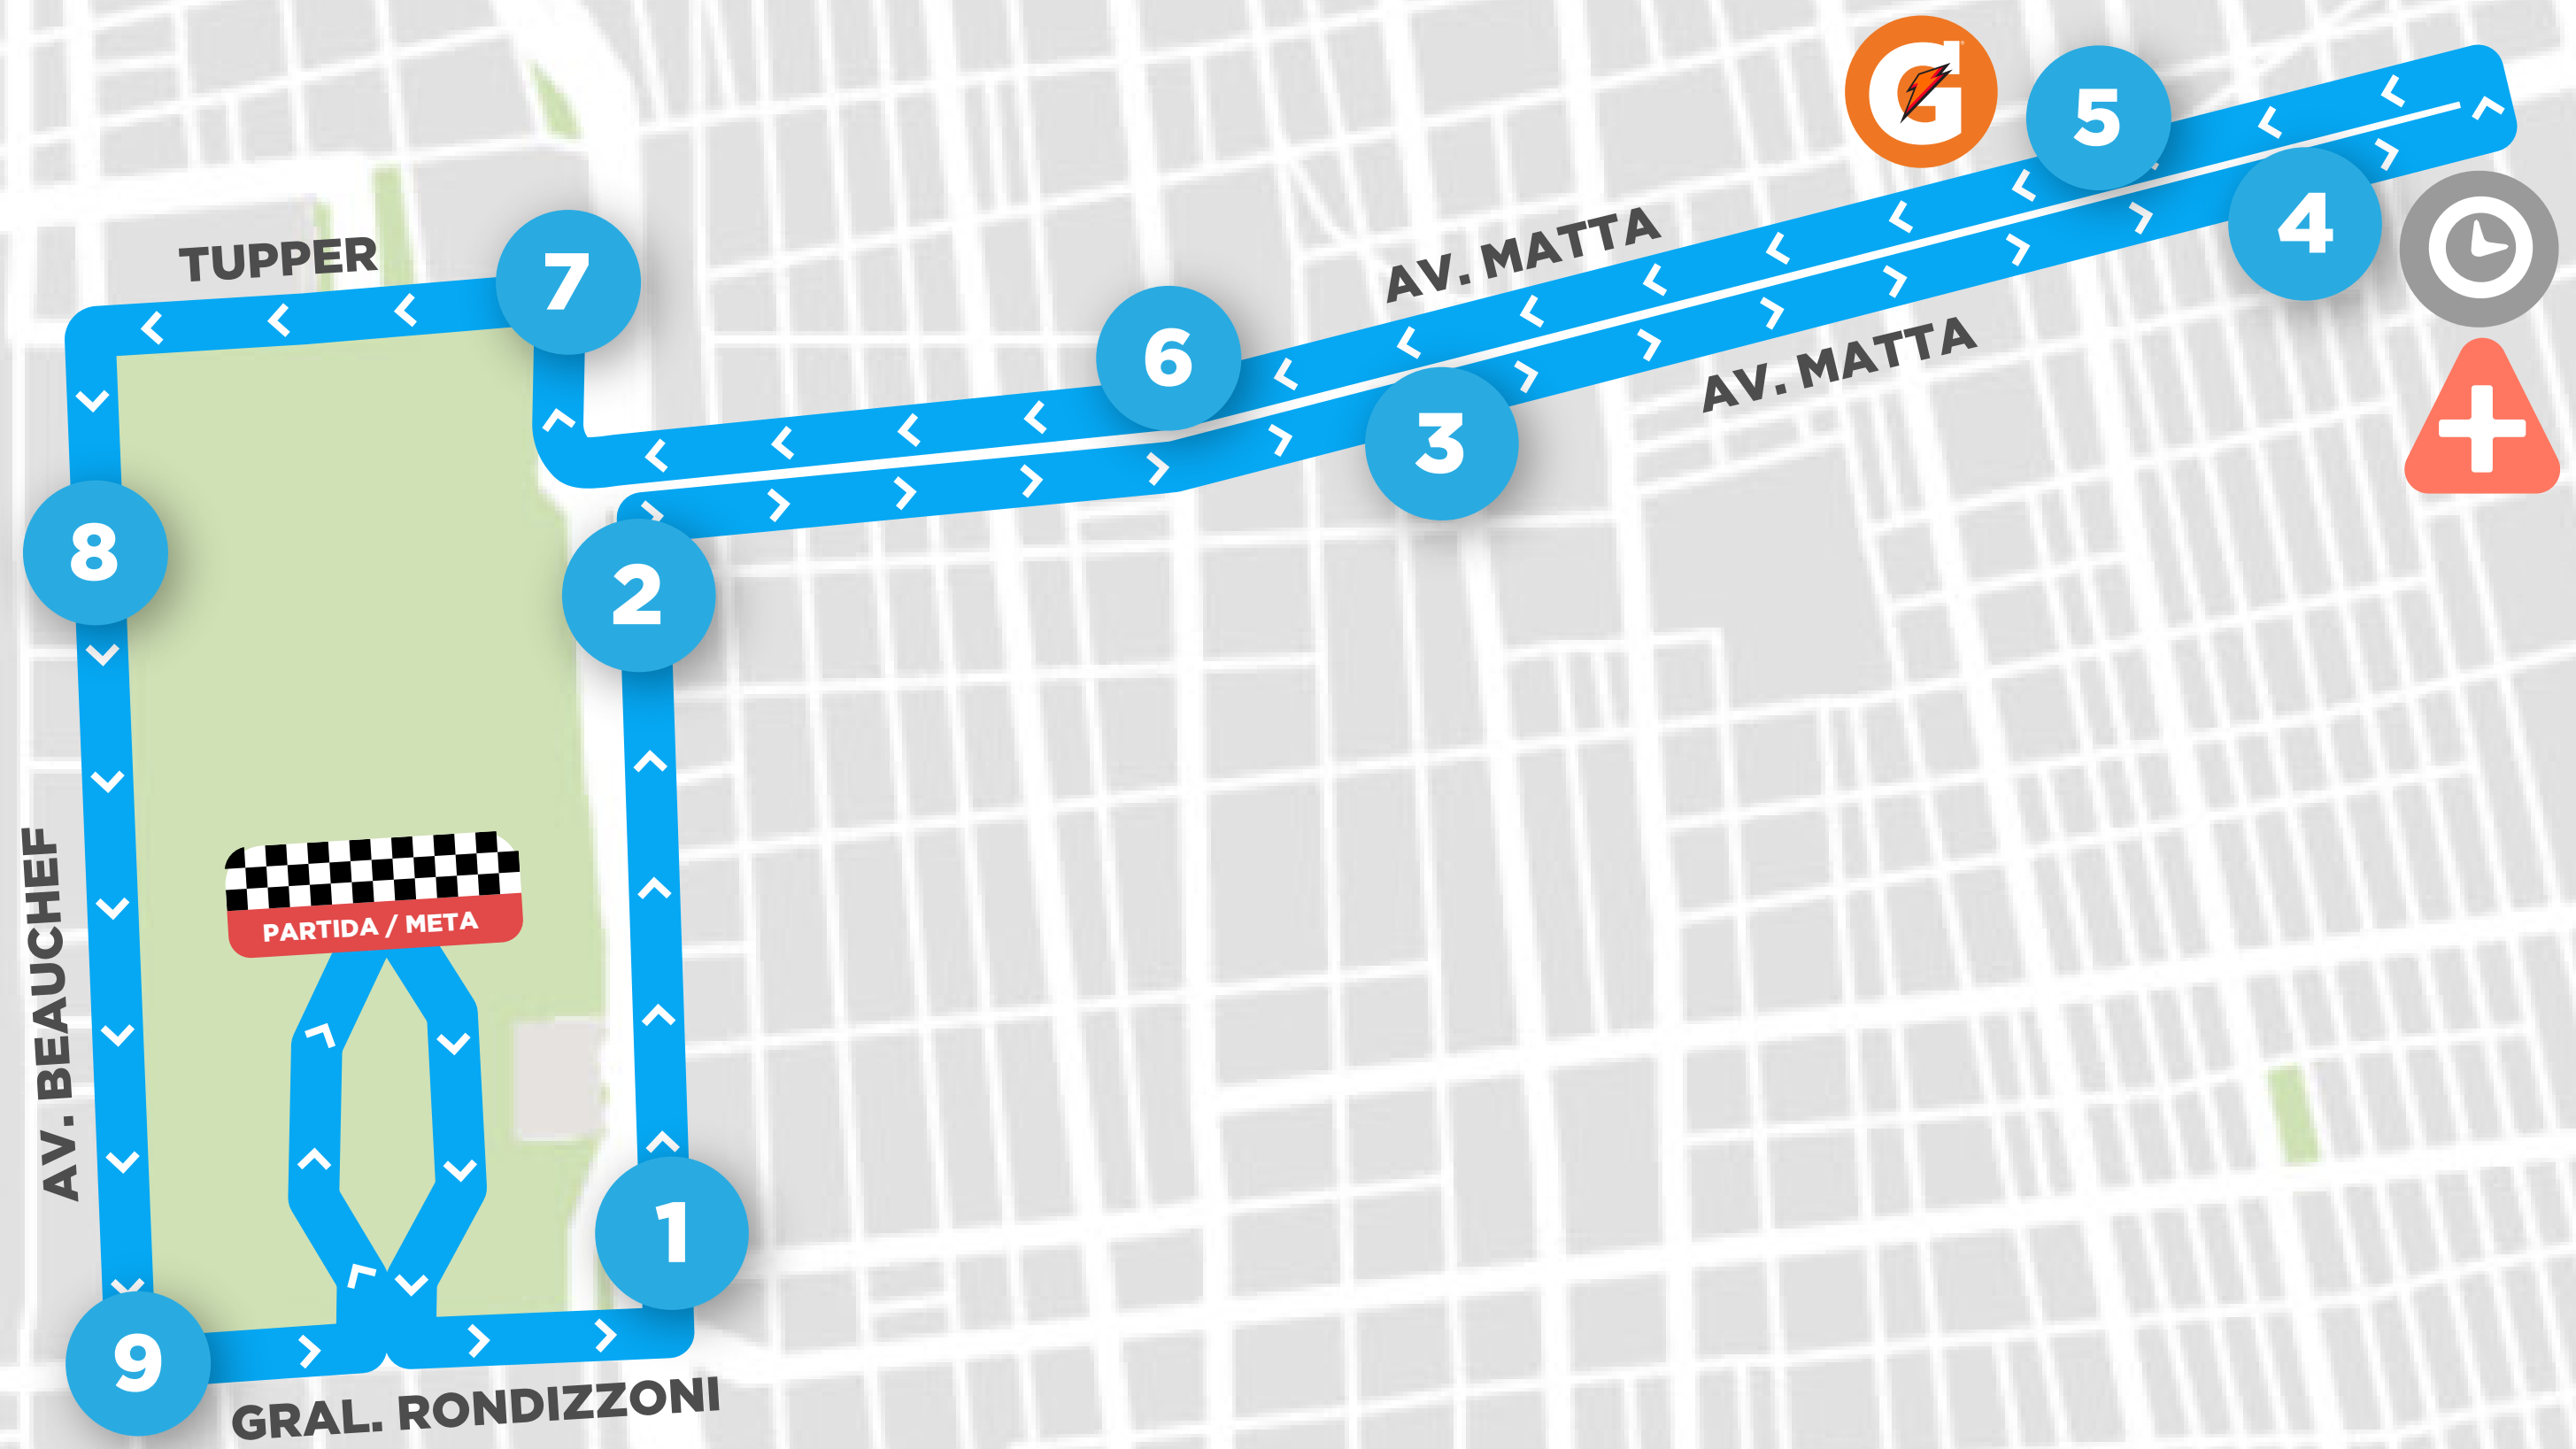 G
5
4
TUPPER
7
AV. MATTA
6
AV. MATTA
3
8
2
PARTIDA / META
AV. BEAUCHEF
1
9
GRAL. RONDIZZONI